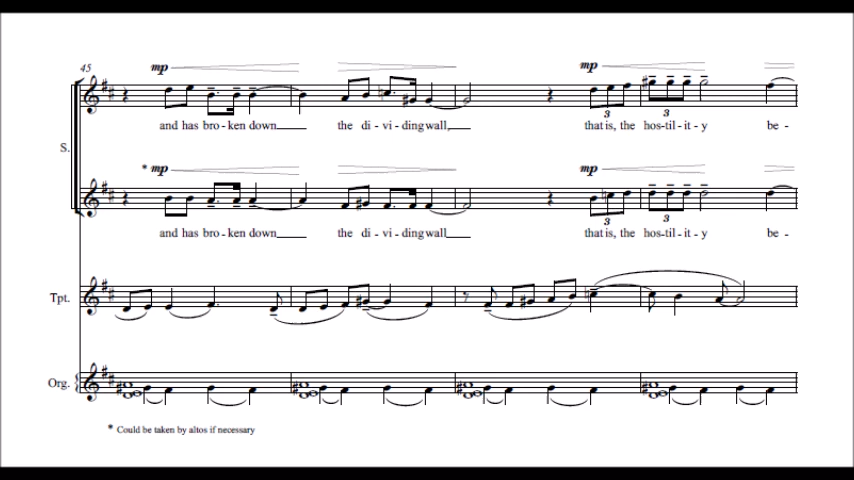 45
mp mp
S.
and has bro - ken down the di - vi - ding wall, that is, the hos - til - it - y be -
3 3
* mp mp
3 3
and has bro - ken down the di - vi - ding wall that is, the hos - til - it - y be -
Tpt.
Org.
* Could be taken by altos if necessary